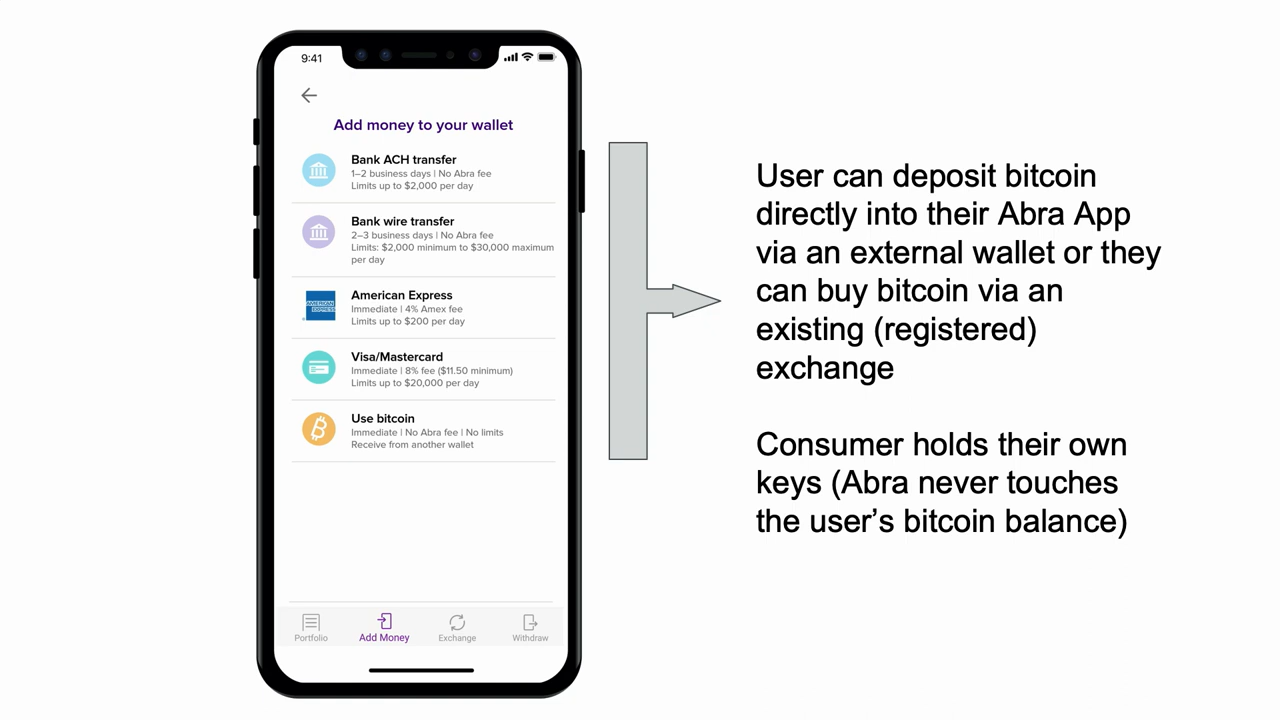 9:41
Add money to your wallet
Bank ACH transfer
1–2 business days | No Abra fee
Limits up to $2,000 per day
Bank wire transfer
2–3 business days | No Abra fee
Limits: $2,000 minimum to $30,000 maximum
per day
AMERICAN
EXPRESS
American Express
Immediate | 4% Amex fee
Limits up to $200 per day
Visa/Mastercard
Immediate | 8% fee ($11.50 minimum)
Limits up to $20,000 per day
Use bitcoin
Immediate | No Abra fee | No limits
Receive from another wallet
Portfolio
Add Money
Exchange
Withdraw
User can deposit bitcoin
directly into their Abra App
via an external wallet or they
can buy bitcoin via an
existing (registered)
exchange
Consumer holds their own
keys (Abra never touches
the user’s bitcoin balance)